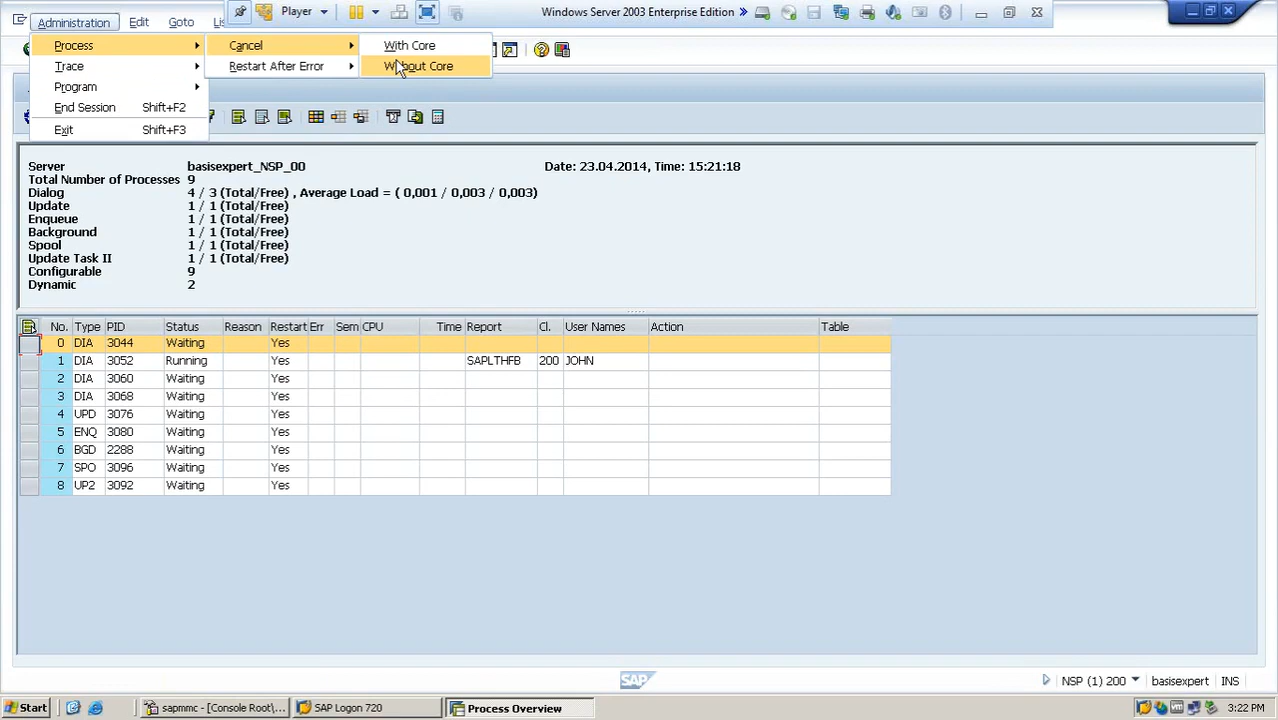 Administration Edit Goto Player Windows Server 2003 Enterprise Edition
Process Cancel With Core
Trace Restart After Error Without Core
Program
End Session Shift+F2
Exit Shift+F3
Server basisexpert_NSP_00 Date: 23.04.2014, Time: 15:21:18
Total Number of Processes 9
Dialog 4 / 3 (Total/Free) , Average Load = ( 0,001 / 0,003 / 0,003)
Update 1 / 1 (Total/Free)
Enqueue 1 / 1 (Total/Free)
Background 1 / 1 (Total/Free)
Spool 1 / 1 (Total/Free)
Update Task II 1 / 1 (Total/Free)
Configurable 9
Dynamic 2
No. Type PID Status Reason Restart Err Sem CPU Time Report Cl. User Names Action Table
0 DIA 3044 Waiting Yes
1 DIA 3052 Running Yes SAPLTHFB 200 JOHN
2 DIA 3060 Waiting Yes
3 DIA 3068 Waiting Yes
4 UPD 3076 Waiting Yes
5 ENQ 3080 Waiting Yes
6 BGD 2288 Waiting Yes
7 SPO 3096 Waiting Yes
8 UP2 3092 Waiting Yes
SAP NSP (1) 200 basisexpert INS
Start sapmmc - [Console Root\... SAP Logon 720 Process Overview 3:22 PM